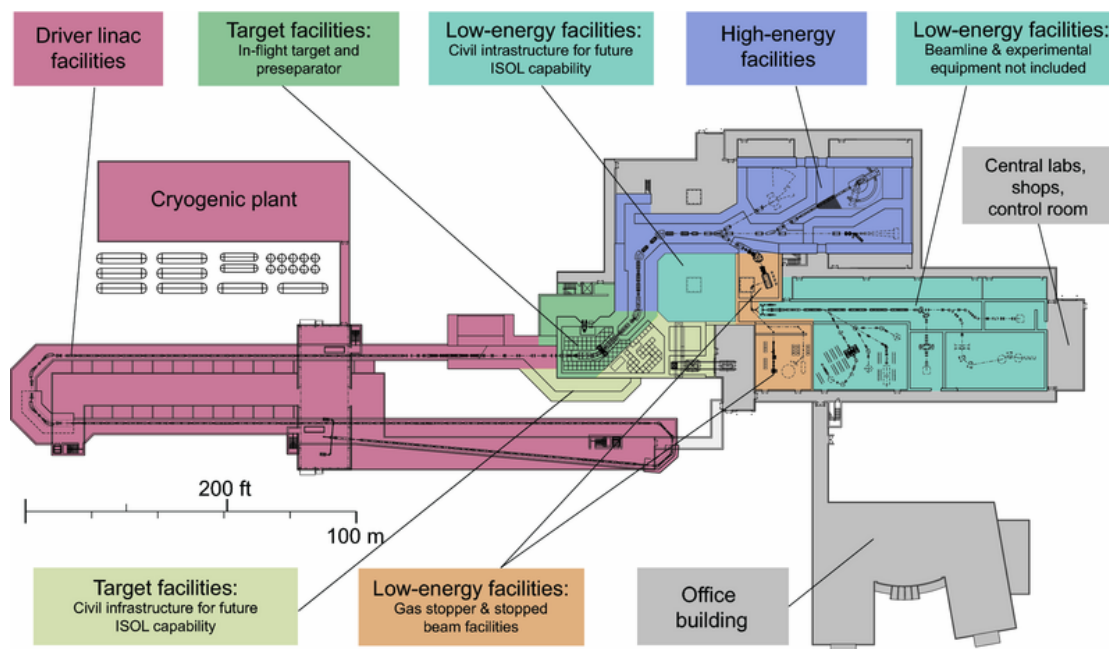 Driver linac
facilities
Target facilities:
In-flight target and
preseparator
Low-energy facilities:
Civil intrastructure for future
ISOL capability
High-energy
facilities
Low-energy facilities:
Beamline & experimental
equipment not included
Cryogenic plant
Central labs,
shops,
control room
200 ft
100 m
Target facilities:
Civil infrastructure for future
ISOL capability
Low-energy facilities:
Gas stopper & stopped
beam facilities
Office
building